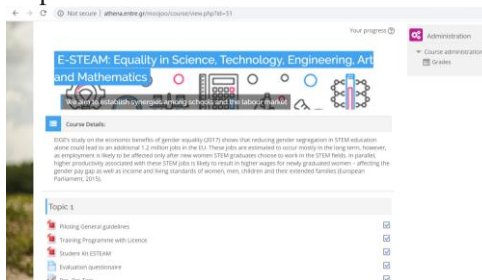 Not secure | athena.entre.gr/moojoo/course/view.php?id=51
Your progress
Administration
Course administration
Grades
E-STEAM: Equality in Science, Technology, Engineering, Art
and Mathematics
We aim to establish synergies among schools and the labour market
Course Details:
EIGE's study on the economic benefits of gender equality (2017) shows that reducing gender segregation in STEM education
alone could lead to an additional 1.2 million jobs in the EU. These jobs are estimated to occur mostly in the long term, however,
as employment is likely to be affected only after new women STEM graduates choose to work in the STEM fields. In parallel,
higher productivity associated with these STEM jobs is likely to result in higher wages for newly graduated women – affecting the
gender pay gap as well as income and living standards of women, men, children and their extended families (European
Parliament, 2015).
Topic 1
Piloting General guidelines
Training Programme with Licence
Student Kit ESTEAM
Evaluation questionnaire